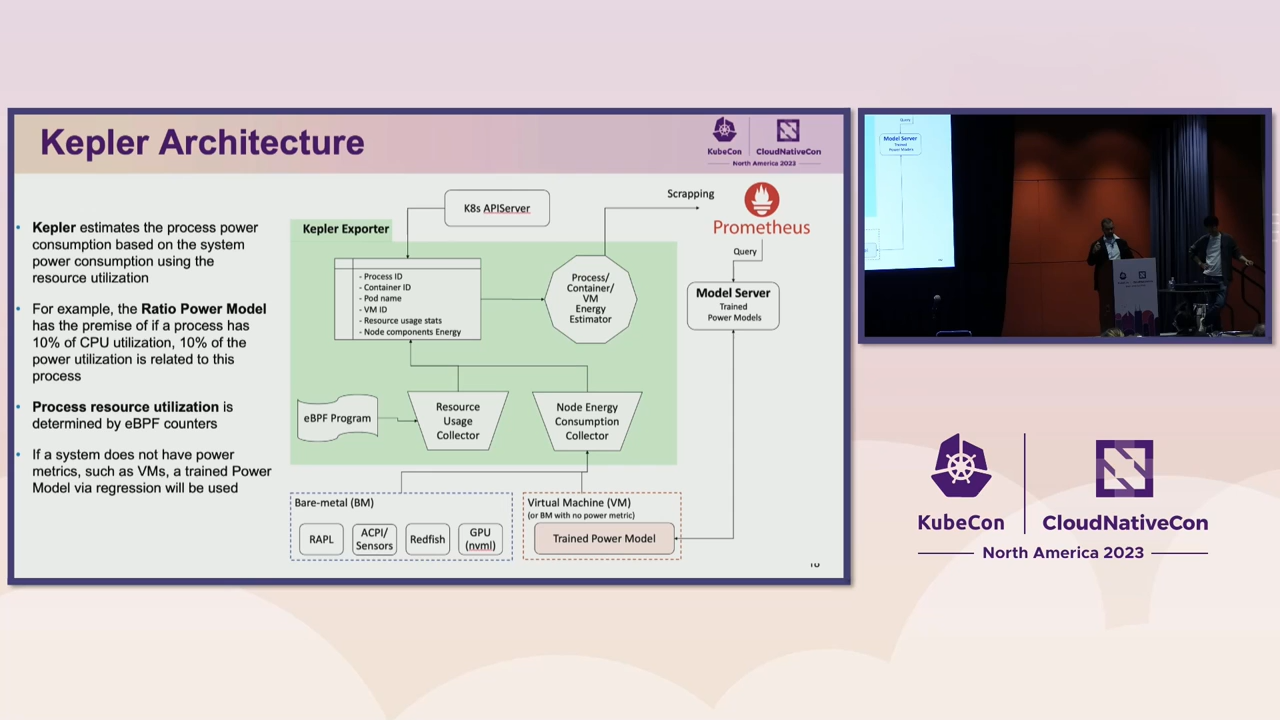 Kepler Architecture
KubeCon
CloudNativeCon
North America 2023
Kepler estimates the process power
consumption based on the system
power consumption using the
resource utilization
For example, the Ratio Power Model
has the premise of if a process has
10% of CPU utilization, 10% of the
power utilization is related to this
process
Process resource utilization is
determined by eBPF counters
If a system does not have power
metrics, such as VMs, a trained Power
Model via regression will be used
K8s APIServer
Scrapping
Prometheus
Query
Kepler Exporter
- Process ID
- Container ID
- Pod name
- VM ID
- Resource usage stats
- Node components Energy
Process/
Container/
VM
Energy
Estimator
Model Server
Trained
Power Models
eBPF Program
Resource
Usage
Collector
Node Energy
Consumption
Collector
Bare-metal (BM)
RAPL
ACPI/
Sensors
Redfish
GPU
(nvml)
Virtual Machine (VM)
(or BM with no power metric)
Trained Power Model
Query
Model Server
Trained
Power Models
KubeCon
CloudNativeCon
North America 2023